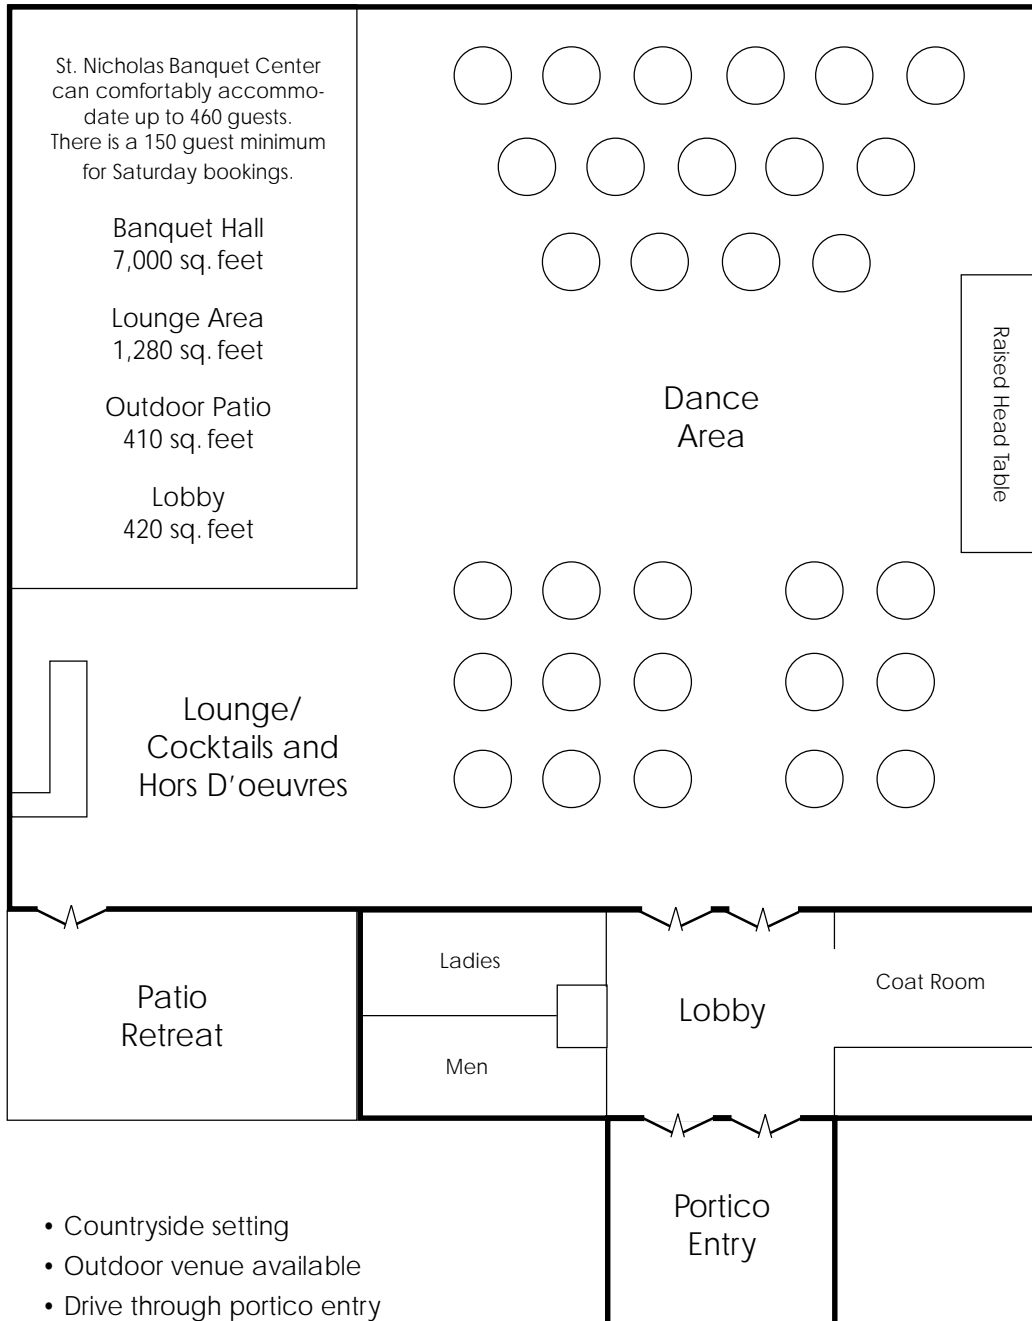 St. Nicholas Banquet Center
can comfortably accommo-
date up to 460 guests.
There is a 150 guest minimum
for Saturday bookings.
Banquet Hall
7,000 sq. feet
Lounge Area
1,280 sq. feet
Outdoor Patio
410 sq. feet
Lobby
420 sq. feet
Raised Head Table
Dance
Area
Lounge/
Cocktails and
Hors D'oeuvres
Patio
Retreat
Ladies
Men
Lobby
Coat Room
Portico
Entry
• Countryside setting
• Outdoor venue available
• Drive through portico entry